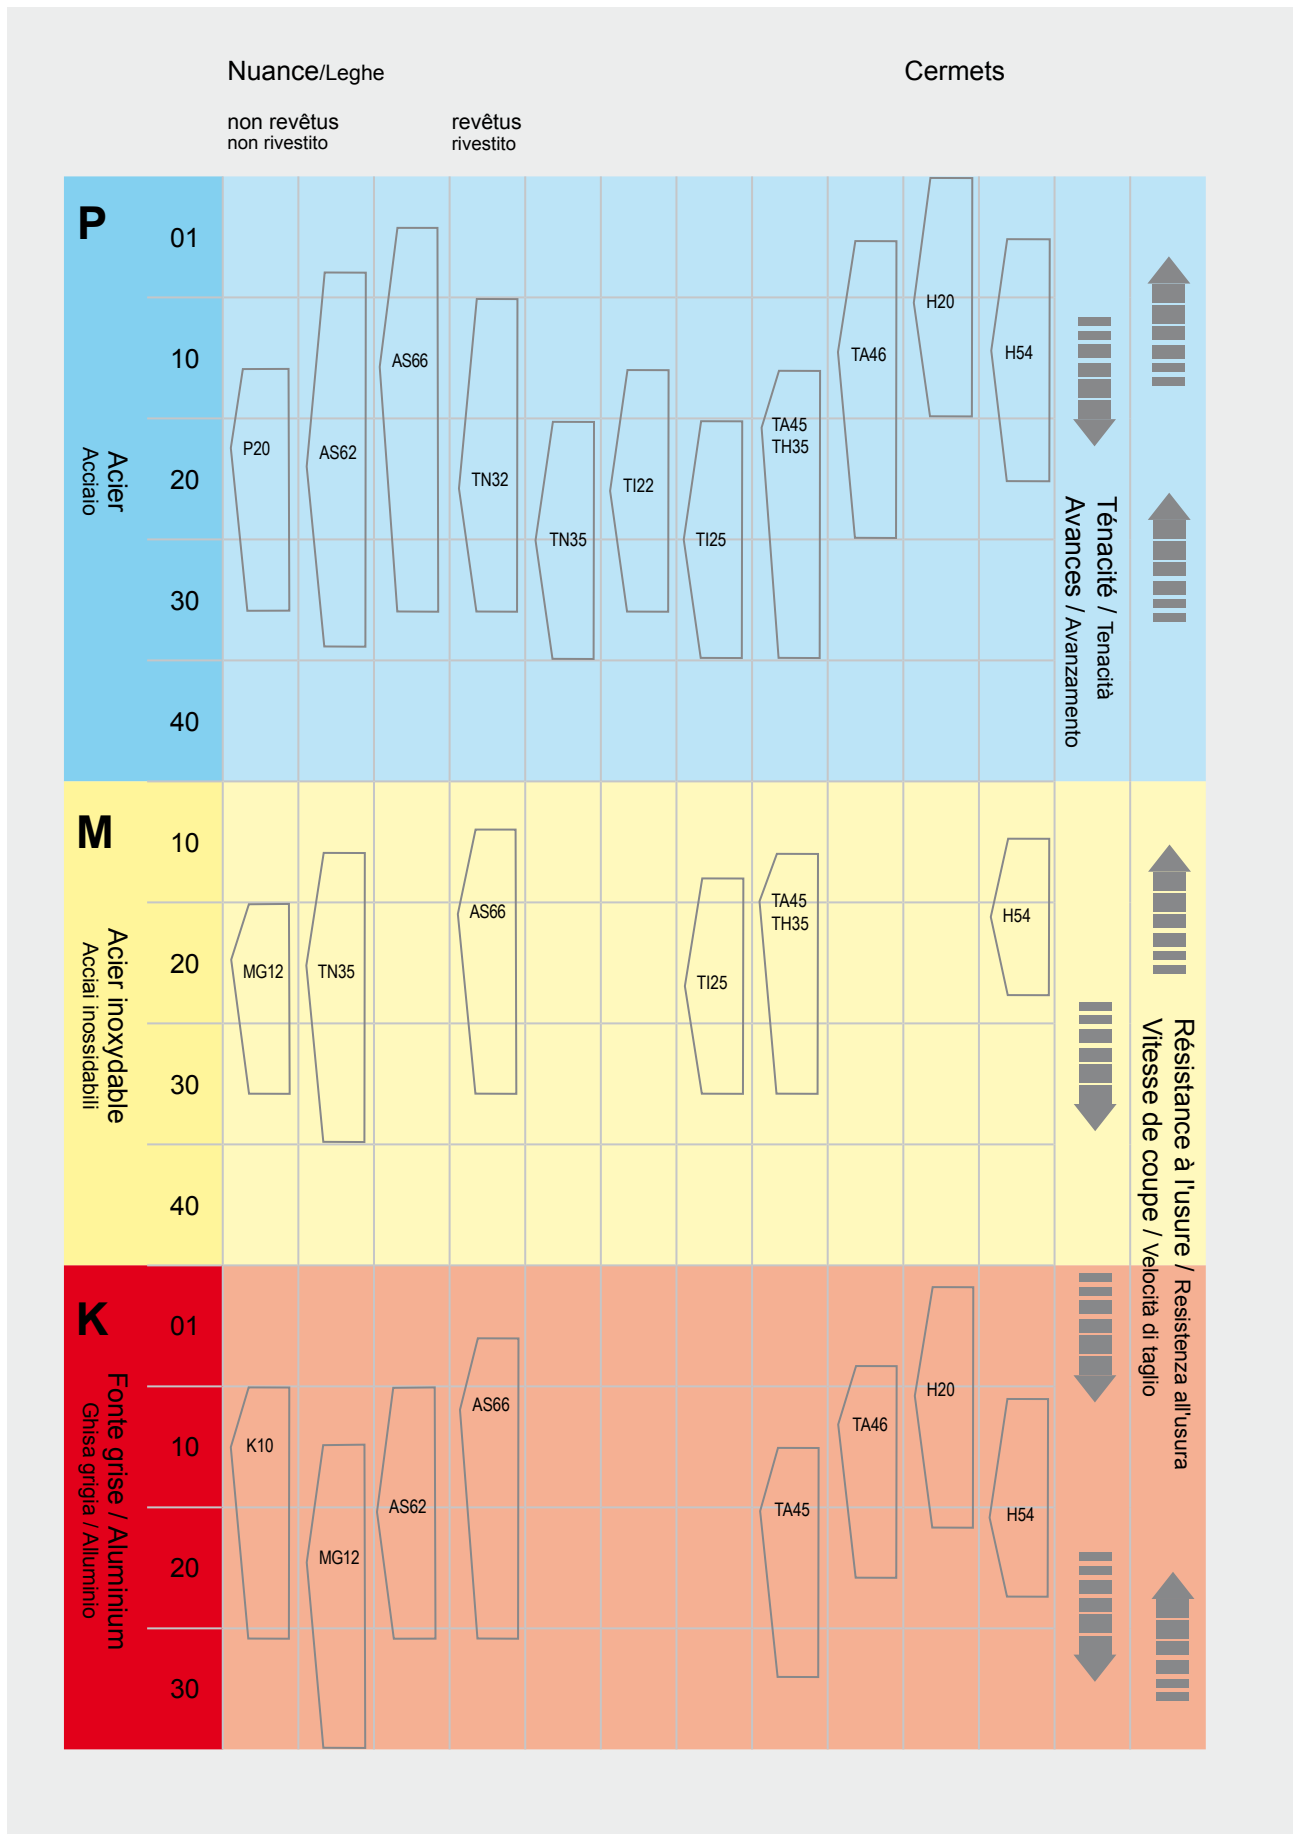 Nuance/Leghe
Cermets
non revêtus
non rivestito
revêtus
rivestito
P
Acier
Acciaio
01
10
20
30
40
P20
AS62
AS66
TN32
TN35
TI22
TI25
TA45
TH35
TA46
H20
H54
Ténacité / Tenacità
Avances / Avanzamento
M
Acier inoxydable
Acciai inossidabili
10
20
30
40
MG12
TN35
AS66
TI25
TA45
TH35
H54
Résistance à l'usure / Resistenza all'usura
Vitesse de coupe / Velocità di taglio
K
Fonte grise / Aluminium
Ghisa grigia / Alluminio
01
10
20
30
K10
MG12
AS62
AS66
TA45
TA46
H20
H54